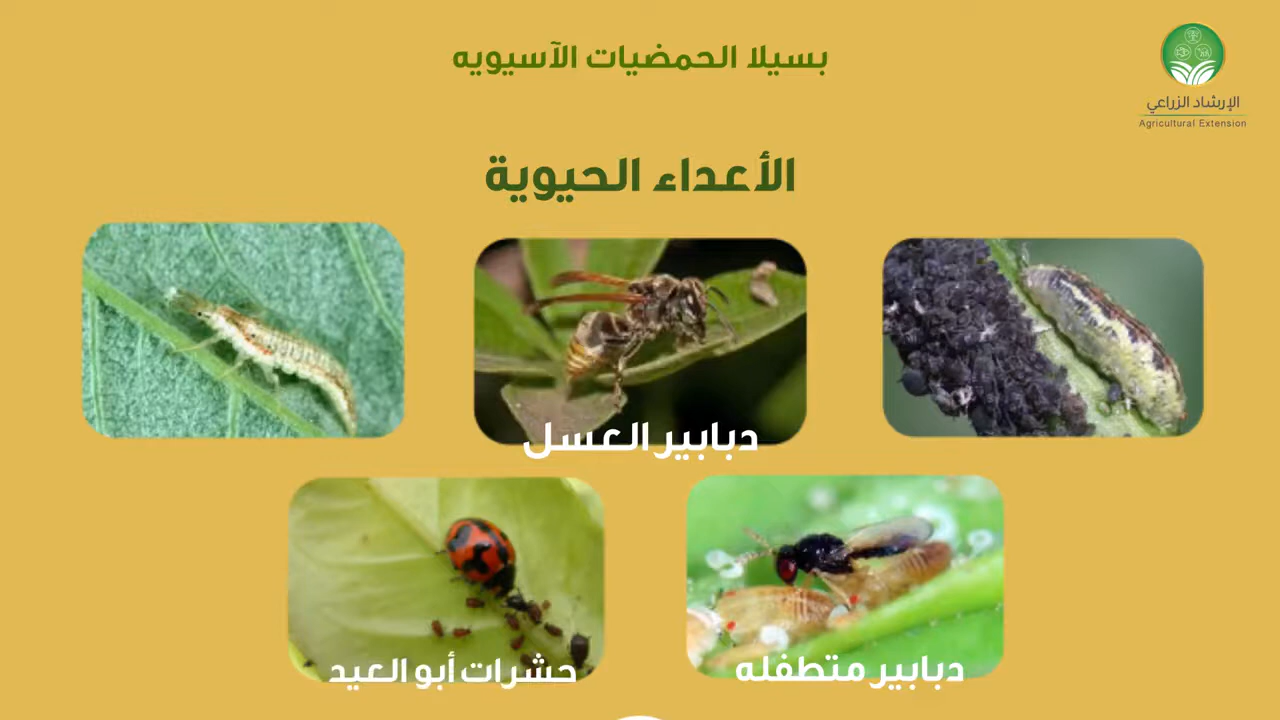 بسيلا الحمضيات الآسيويه
الإرشاد الزراعي
Agricultural Extension
الأعداء الحيوية
دبابير العسل
دبابير متطفله
حشرات أبو العيد